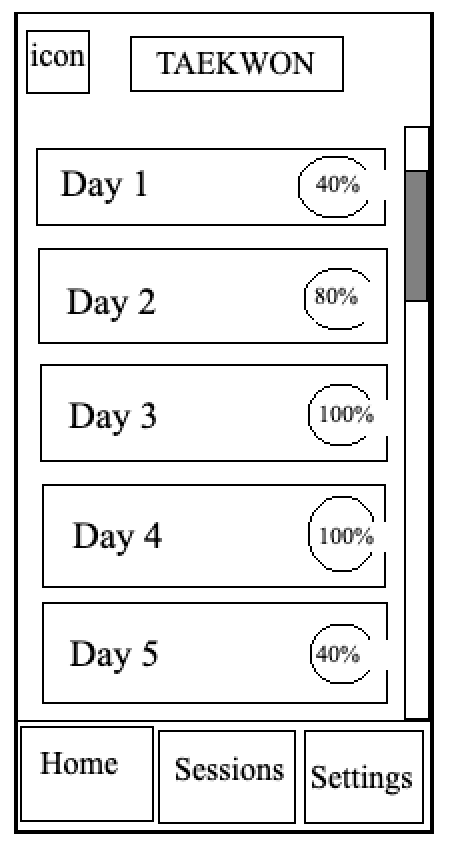 icon
TAEKWON
Day 1
40%
Day 2
80%
Day 3
100%
Day 4
100%
Day 5
40%
Home
Sessions
Settings